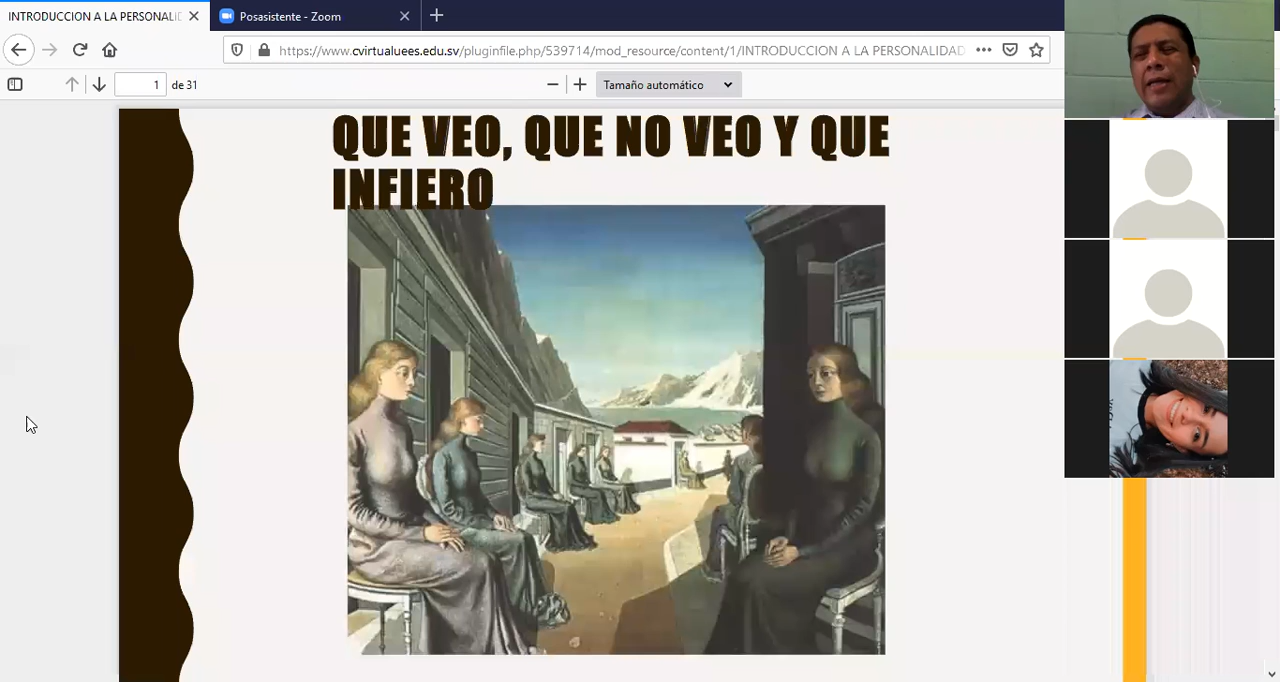 INTRODUCCION A LA PERSONALID
Posasistente - Zoom
https://www.cvirtualuees.edu.sv/pluginfile.php/539714/mod_resource/content/1/INTRODUCCION A LA PERSONALIDAD
1 de 31
Tamaño automático
QUE VEO, QUE NO VEO Y QUE
INFIERO